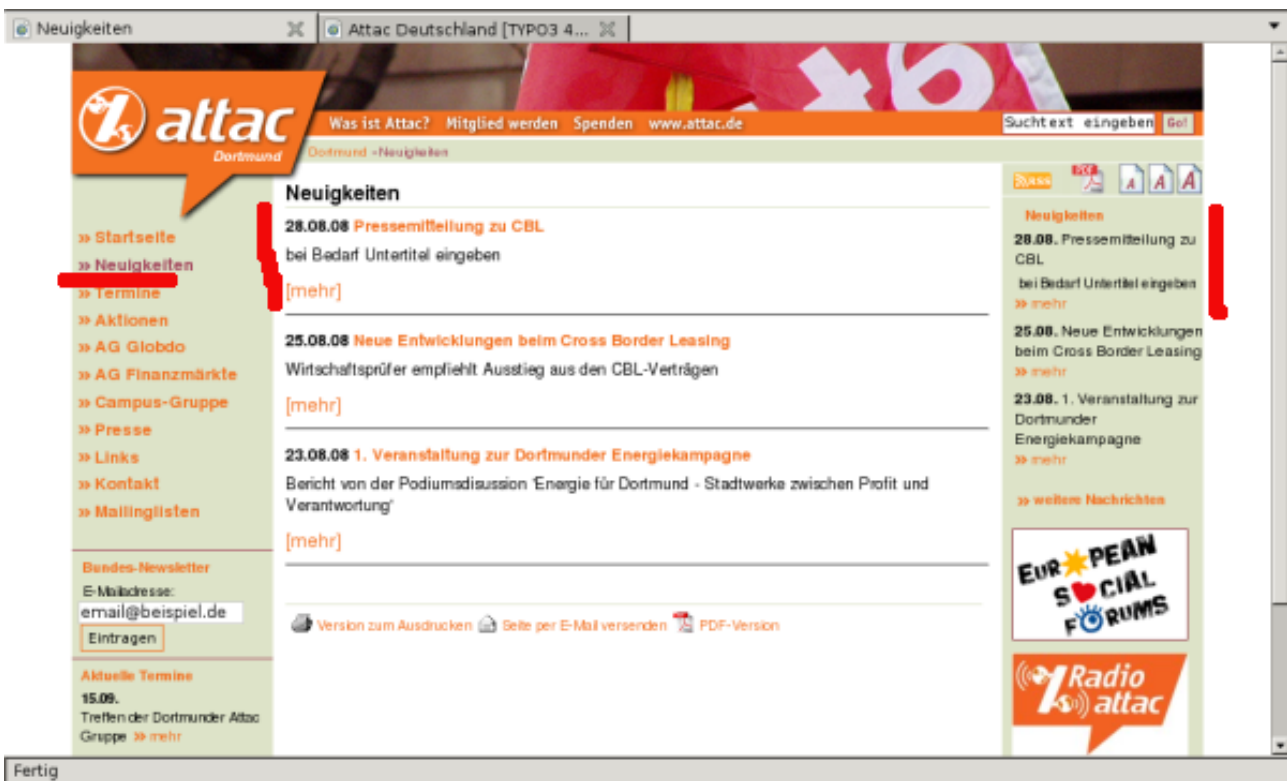 Neuigkeiten
Attac Deutschland [TYPO3 4...
attac
Dortmund
Was ist Attac? Mitglied werden Spenden www.attac.de
Suchtext eingeben Go!
Dortmund »Neuigkeiten
» Startseite
» Neuigkeiten
» Termine
» Aktionen
» AG Globdo
» AG Finanzmärkte
» Campus-Gruppe
» Presse
» Links
» Kontakt
» Mailinglisten
Bundes-Newsletter
E-Mailadresse:
email@beispiel.de
Eintragen
Aktuelle Termine
15.09.
Treffen der Dortmunder Attac
Gruppe » mehr
Neuigkeiten
28.08.08 Pressemitteilung zu CBL
bei Bedarf Untertitel eingeben
[mehr]
25.08.08 Neue Entwicklungen beim Cross Border Leasing
Wirtschaftsprüfer empfiehlt Ausstieg aus den CBL-Verträgen
[mehr]
23.08.08 1. Veranstaltung zur Dortmunder Energiekampagne
Bericht von der Podiumsdisussion 'Energie für Dortmund - Stadtwerke zwischen Profit und
Verantwortung'
[mehr]
Version zum Ausdrucken Seite per E-Mail versenden PDF-Version
RSS PDF A A A
Neuigkeiten
28.08. Pressemitteilung zu
CBL
bei Bedarf Untertitel eingeben
» mehr
25.08. Neue Entwicklungen
beim Cross Border Leasing
» mehr
23.08. 1. Veranstaltung zur
Dortmunder
Energiekampagne
» mehr
» weitere Nachrichten
EUROPEAN
SOCIAL
FORUMS
Radio
attac
Fertig